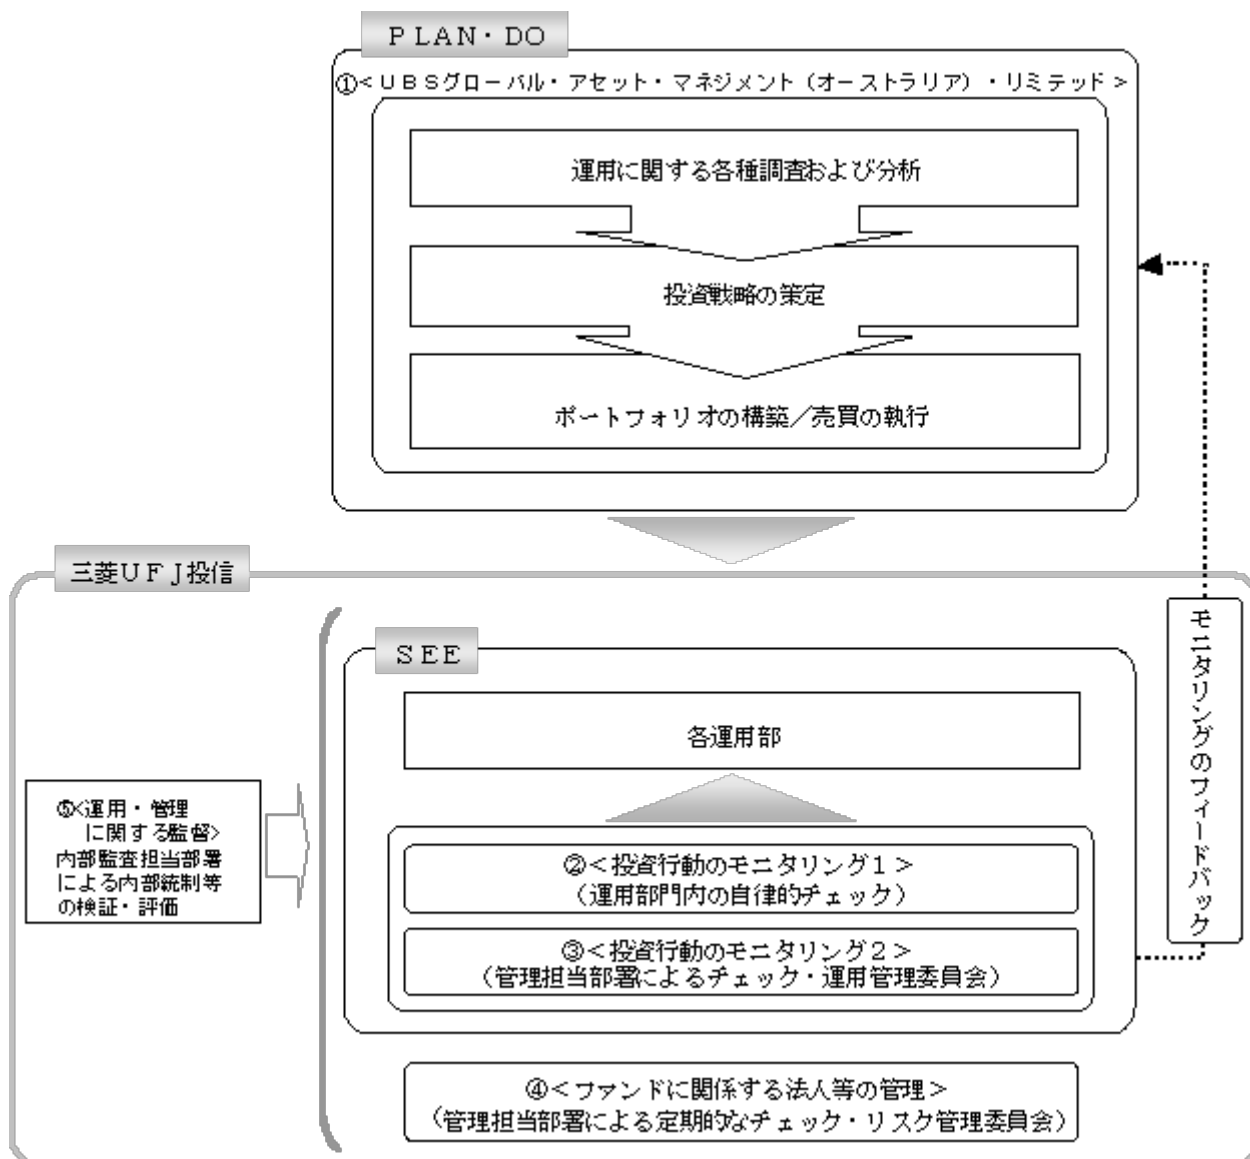 ＰＬＡＮ・ＤＯ
①＜ＵＢＳグローバル・アセット・マネジメント（オーストラリア）・リミテッド＞
運用に関する各種調査および分析
投資戦略の策定
ポートフォリオの構築／売買の執行
三菱ＵＦＪ投信
ＳＥＥ
各運用部
②＜投資行動のモニタリング１＞
（運用部門内の自律的チェック）
③＜投資行動のモニタリング２＞
（管理担当部署によるチェック・運用管理委員会）
④＜ファンドに関係する法人等の管理＞
（管理担当部署による定期的なチェック・リスク管理委員会）
⑤<運用・管理
に関する監督>
内部監査担当部署
による内部統制等
の検証・評価
モニタリングのフィードバック